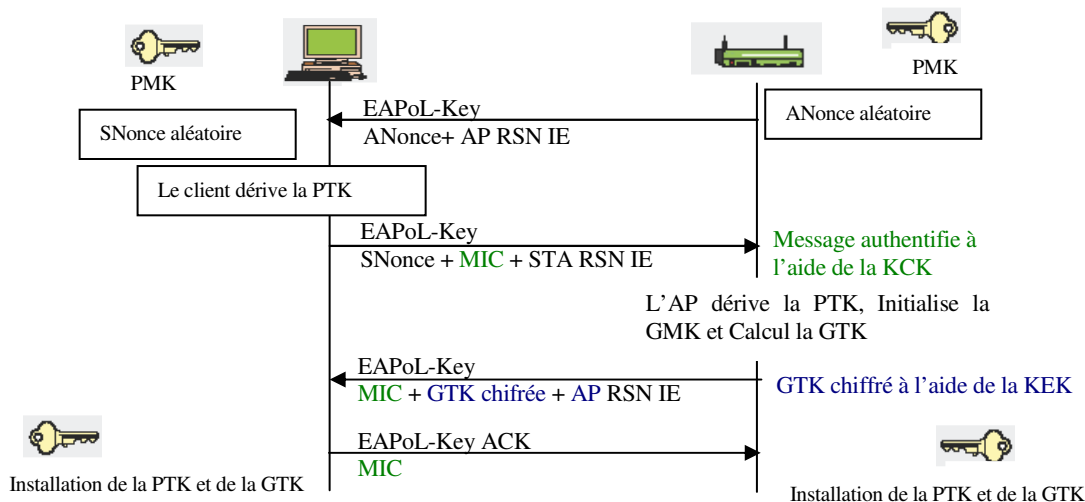 PMK
PMK
EAPoL-Key
ANonce+ AP RSN IE
SNonce aléatoire
ANonce aléatoire
Le client dérive la PTK
EAPoL-Key
SNonce + MIC + STA RSN IE
Message authentifie à
l'aide de la KCK
L'AP dérive la PTK, Initialise la
GMK et Calcul la GTK
EAPoL-Key
MIC + GTK chifrée + AP RSN IE
GTK chiffré à l'aide de la KEK
EAPoL-Key ACK
MIC
Installation de la PTK et de la GTK
Installation de la PTK et de la GTK